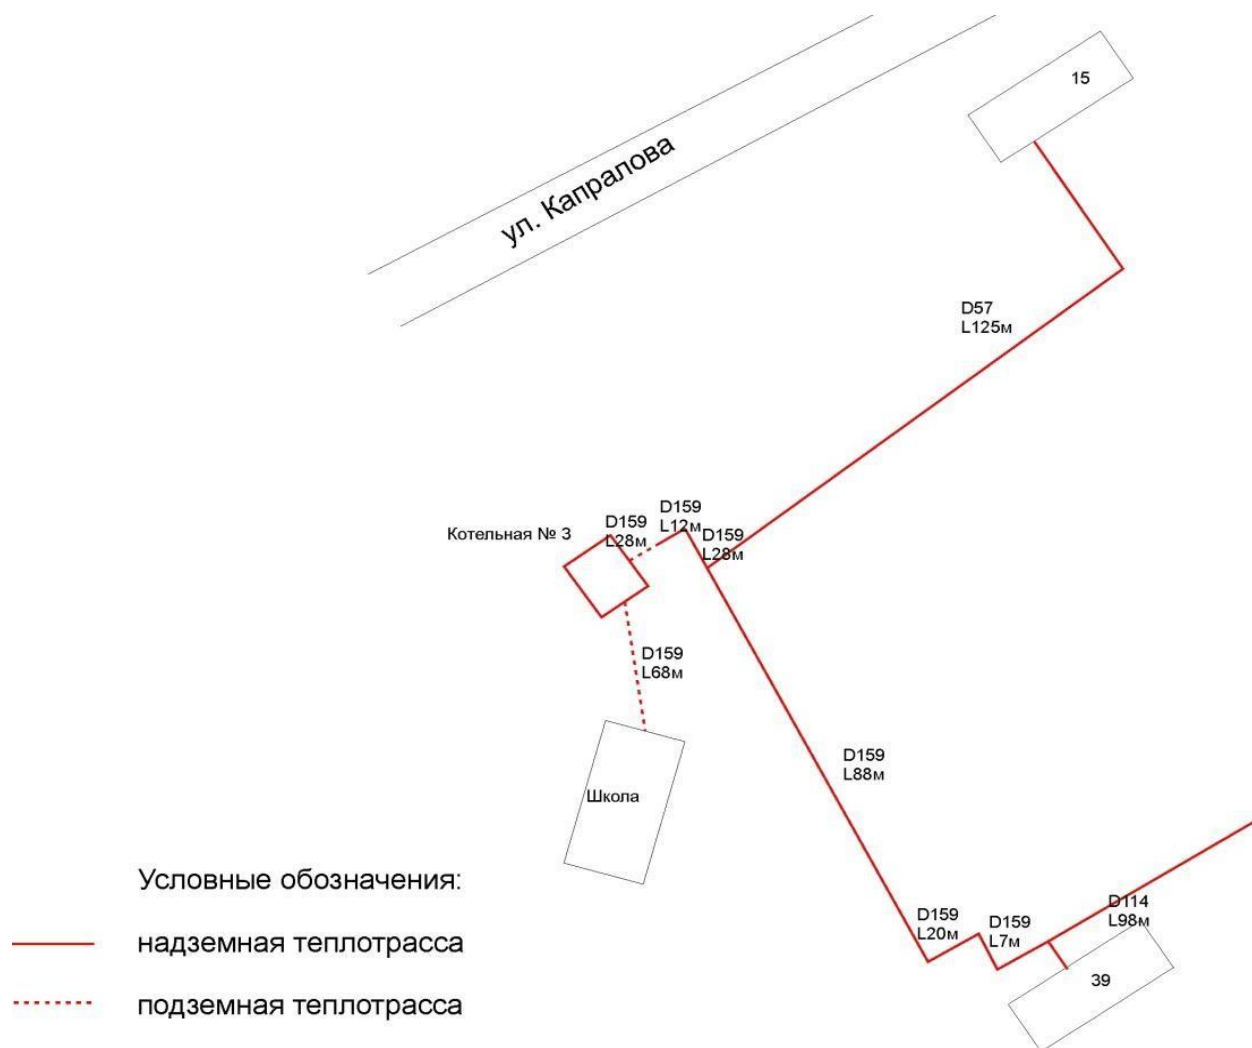 15
ул. Капралова
D57
L125м
D159
L12м
D159
L28м
D159
L28м
Котельная № 3
D159
L68м
D159
L88м
Школа
Условные обозначения:
надземная теплотрасса
подземная теплотрасса
D159
L20м
D159
L7м
D114
L98м
39